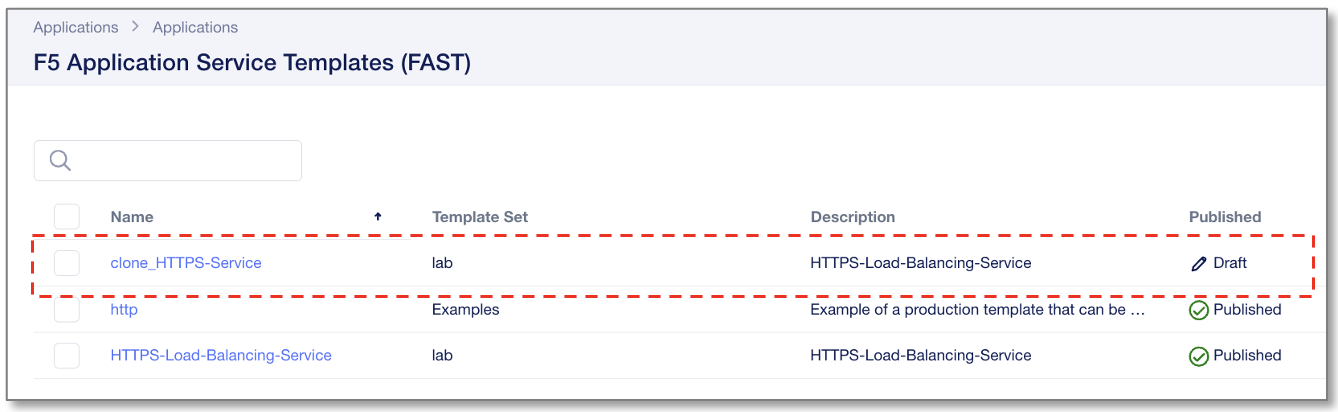 Applications > Applications
F5 Application Service Templates (FAST)
Name Template Set Description Published
clone_HTTPS-Service lab HTTPS-Load-Balancing-Service Draft
http Examples Example of a production template that can be … Published
HTTPS-Load-Balancing-Service lab HTTPS-Load-Balancing-Service Published